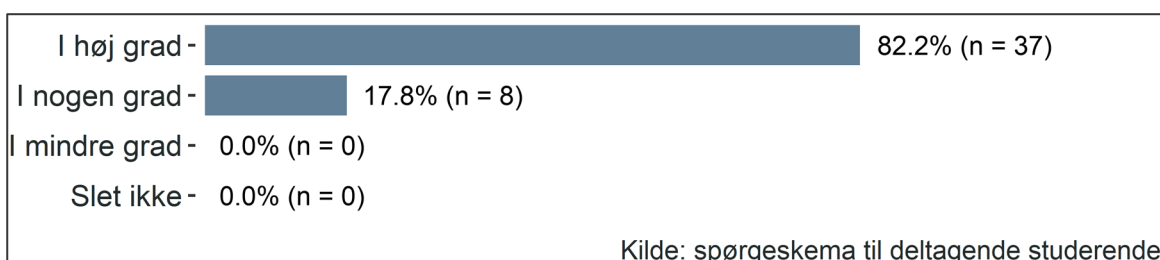 I høj grad - 82.2% (n = 37)
I nogen grad - 17.8% (n = 8)
I mindre grad - 0.0% (n = 0)
Slet ikke - 0.0% (n = 0)
Kilde: spørgeskema til deltagende studerende